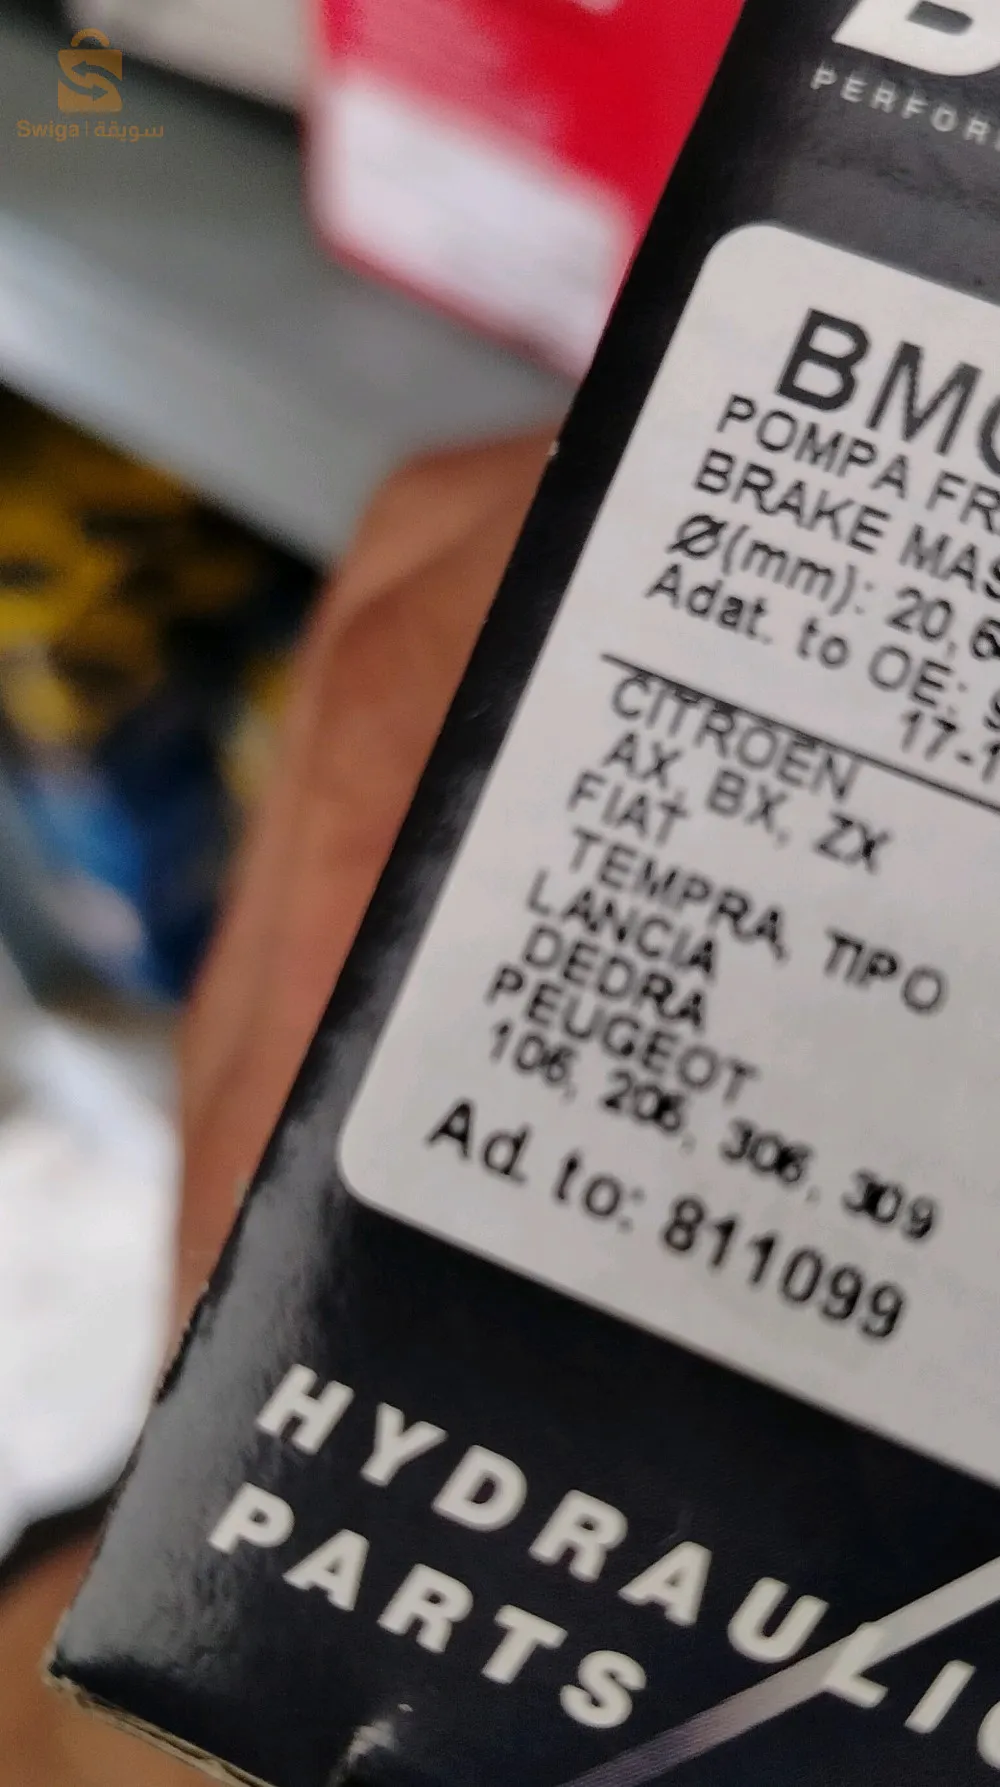 Swiga | سويقة
PERFOR
BM
POMPA FR
BRAKE MAS
Ø(mm): 20,6
Adat. to OE:
17-1
CITROEN
AX, BX, ZX
FIAT
TEMPRA, TIPO
LANCIA
DEDRA
PEUGEOT
106, 206, 306, 309
Ad. to: 811099
HYDRAULIC
PARTS